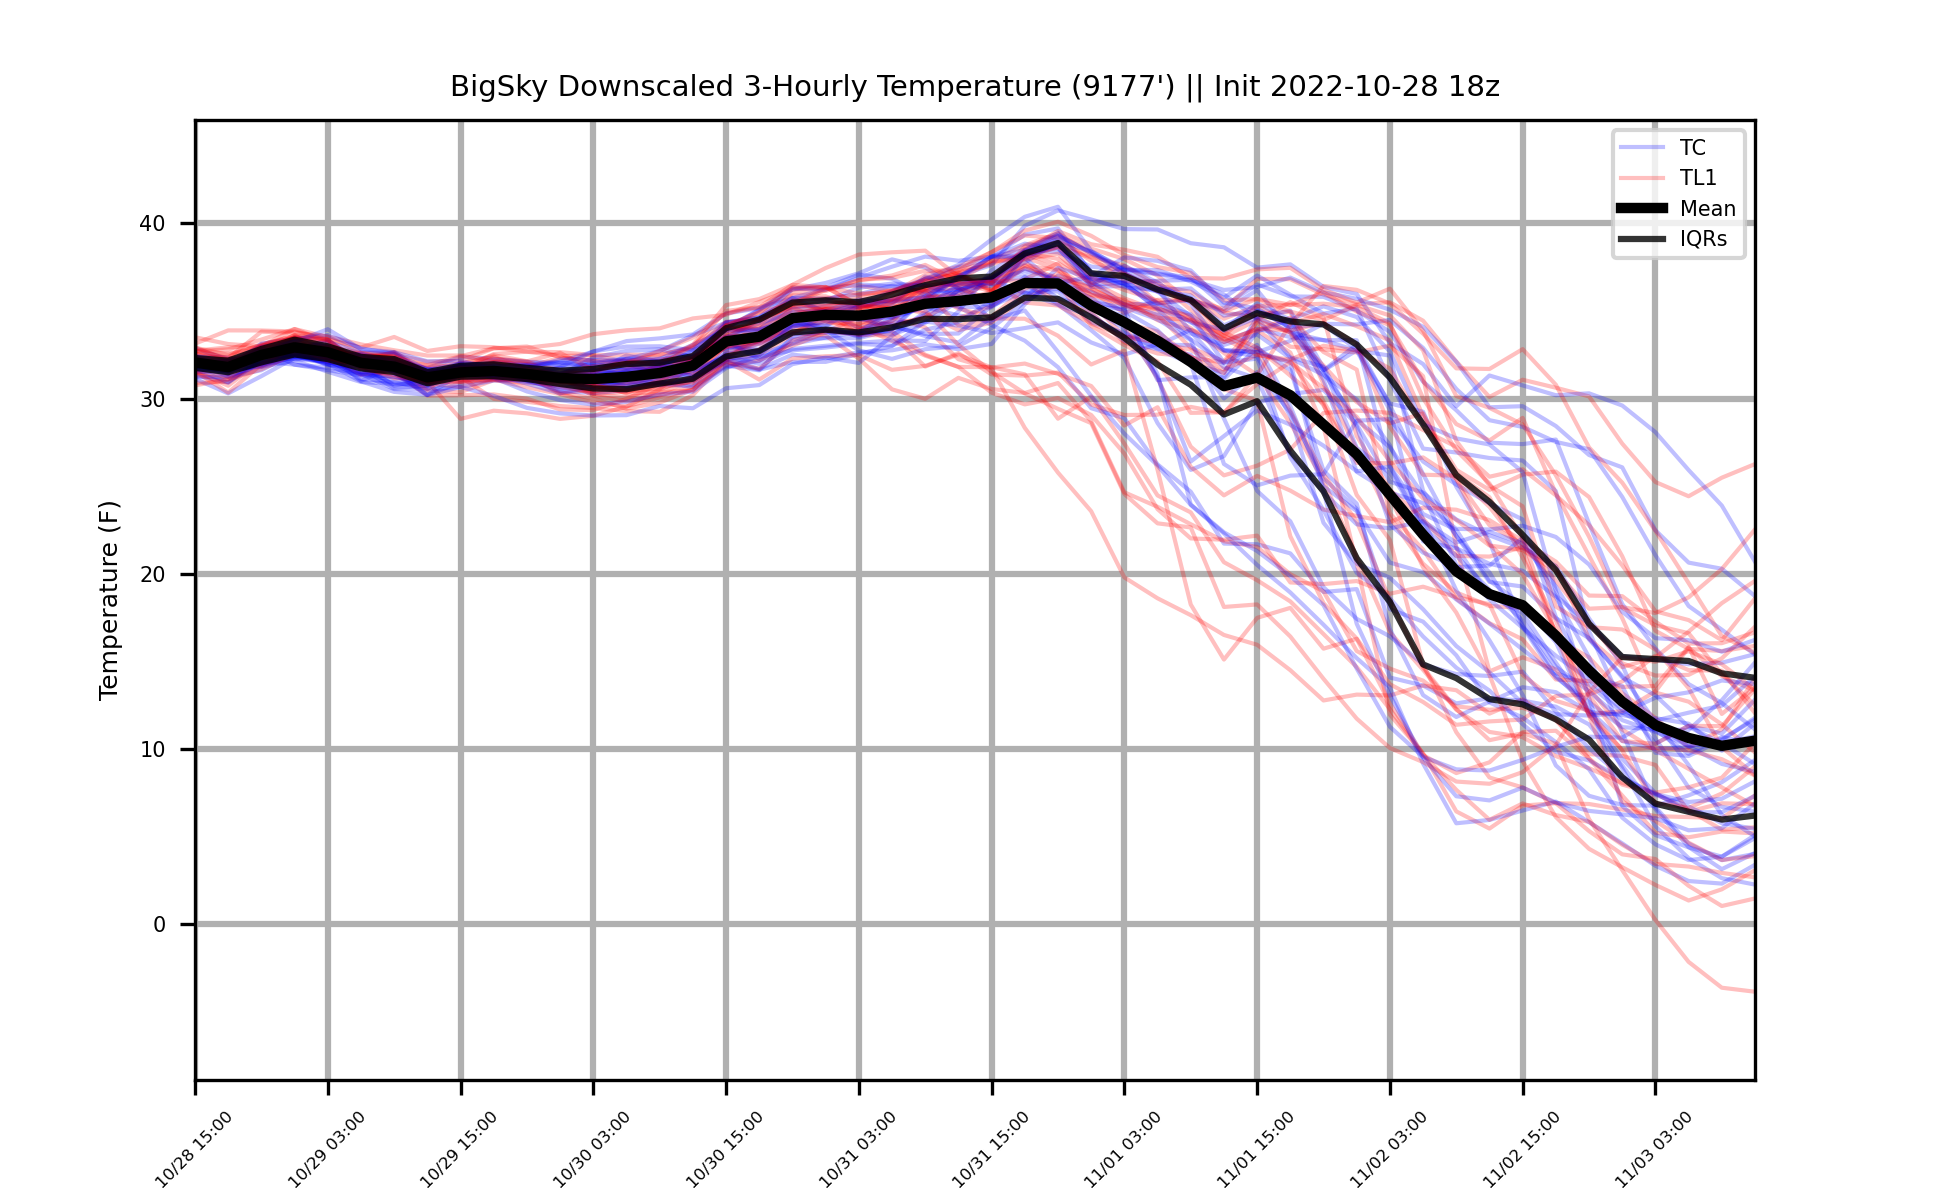 BigSky Downscaled 3-Hourly Temperature (9177') || Init 2022-10-28 18z
TC
TL1
Mean
IQRs
Temperature (F)
40
30
20
10
0
10/28 15:00
10/29 03:00
10/29 15:00
10/30 03:00
10/30 15:00
10/31 03:00
10/31 15:00
11/01 03:00
11/01 15:00
11/02 03:00
11/02 15:00
11/03 03:00